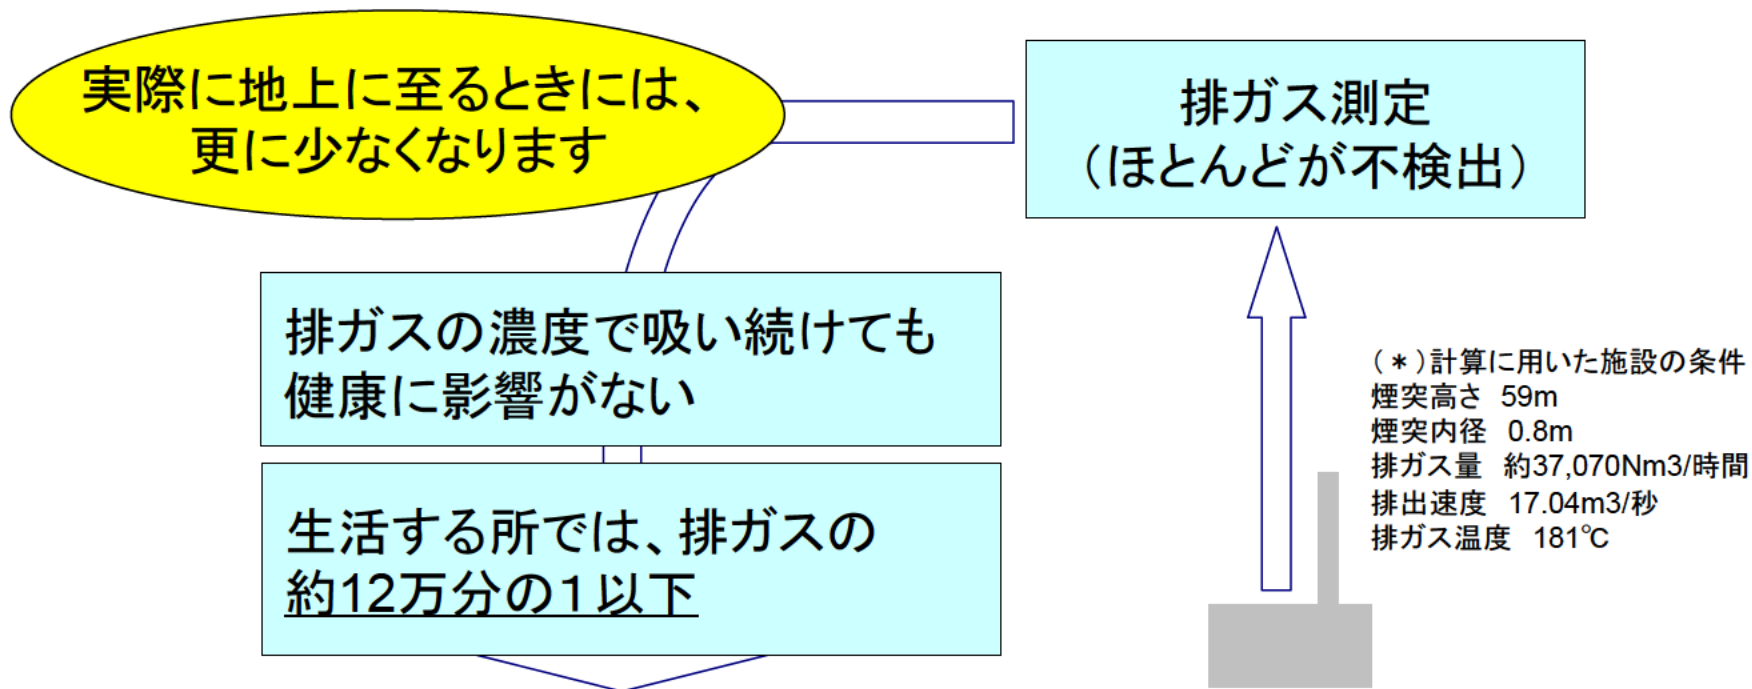 実際に地上に至るときには、
更に少なくなります
排ガス測定
（ほとんどが不検出）
排ガスの濃度で吸い続けても
健康に影響がない
生活する所では、排ガスの
約12万分の１以下
（＊）計算に用いた施設の条件
煙突高さ 59m
煙突内径 0.8m
排ガス量 約37,070Nm3/時間
排出速度 17.04m3/秒
排ガス温度 181℃